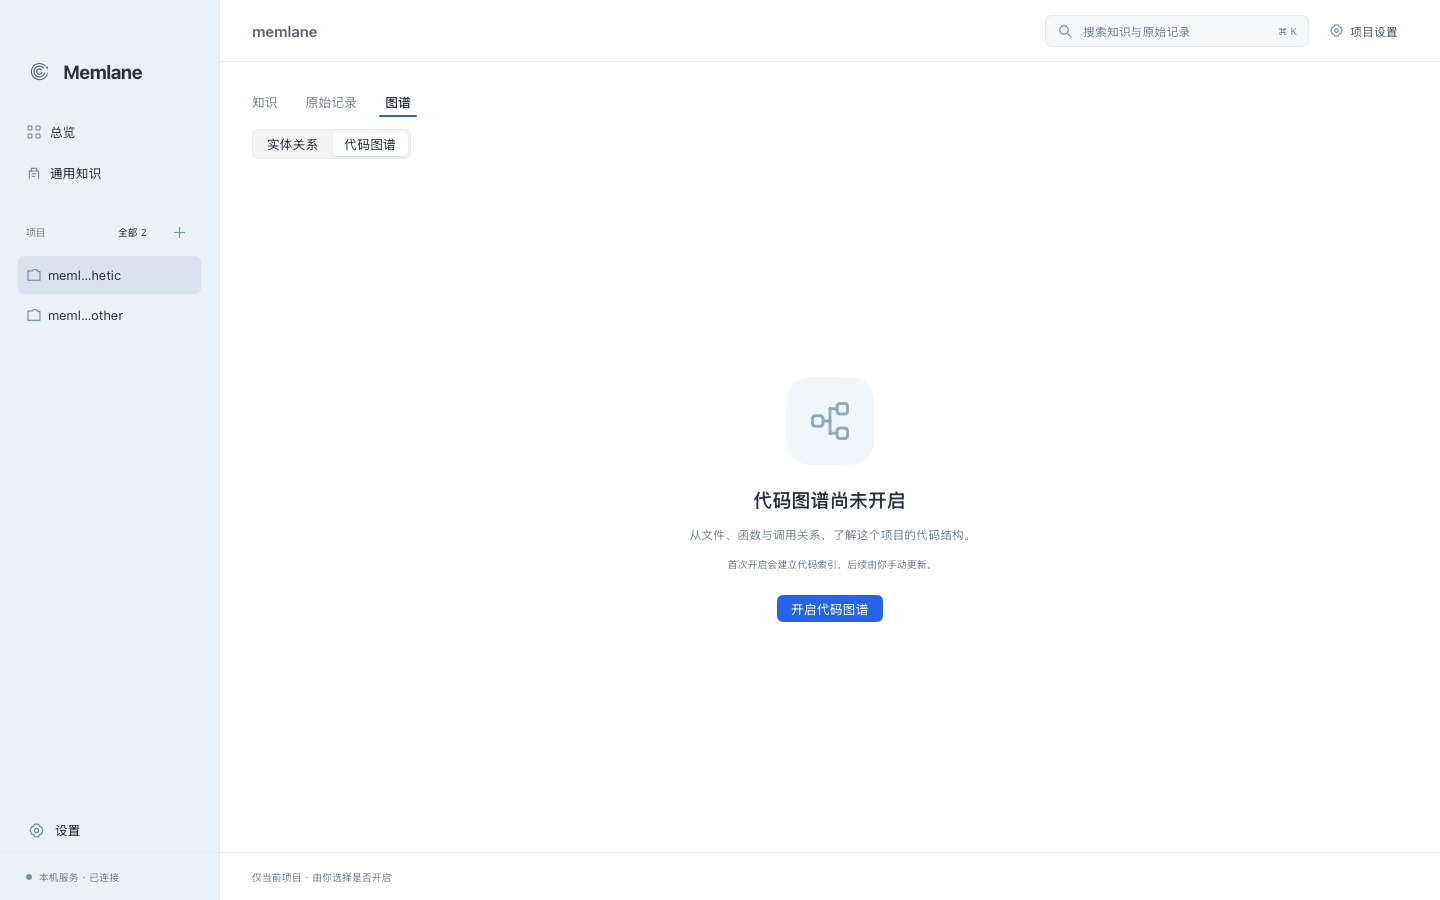 Memlane
总览
通用知识
项目
全部 2
meml...hetic
meml...other
设置
本机服务 · 已连接
memlane
搜索知识与原始记录
⌘ K
项目设置
知识
原始记录
图谱
实体关系
代码图谱
代码图谱尚未开启
从文件、函数与调用关系，了解这个项目的代码结构。
首次开启会建立代码索引，后续由你手动更新。
开启代码图谱
仅当前项目 · 由你选择是否开启